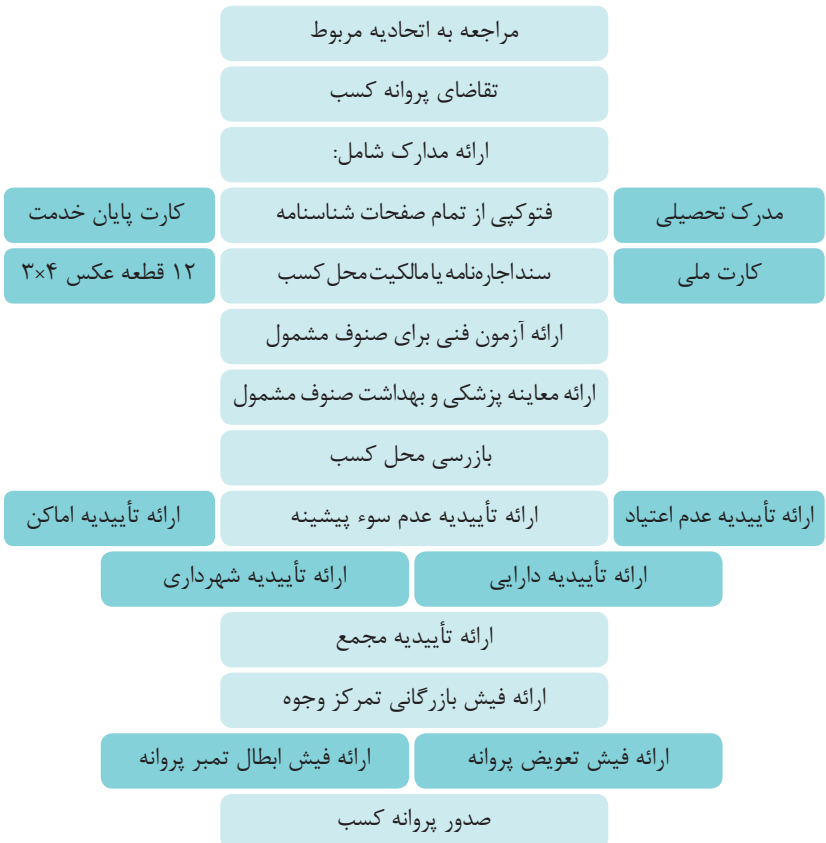 مراجعه به اتحادیه مربوط
تقاضای پروانه کسب
ارائه مدارک شامل:
مدرک تحصیلی
فتوکپی از تمام صفحات شناسنامه
کارت پایان خدمت
کارت ملی
سند اجاره‌نامه یا مالکیت محل کسب
۱۲ قطعه عکس ۴×۳
ارائه آزمون فنی برای صنوف مشمول
ارائه معاینه پزشکی و بهداشت صنوف مشمول
بازرسی محل کسب
ارائه تأییدیه عدم اعتیاد
ارائه تأییدیه عدم سوء پیشینه
ارائه تأییدیه اماکن
ارائه تأییدیه دارایی
ارائه تأییدیه شهرداری
ارائه تأییدیه مجمع
ارائه فیش بازرگانی تمرکز وجوه
ارائه فیش تعویض پروانه
ارائه فیش ابطال تمبر پروانه
صدور پروانه کسب